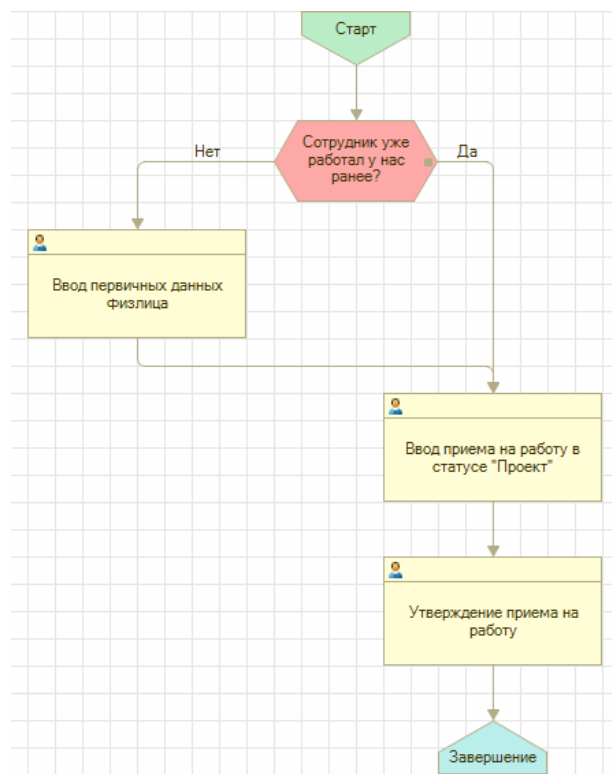 Старт
Сотрудник уже
работал у нас
ранее?
Нет
Да
Ввод первичных данных
физлица
Ввод приема на работу в
статусе "Проект"
Утверждение приема на
работу
Завершение